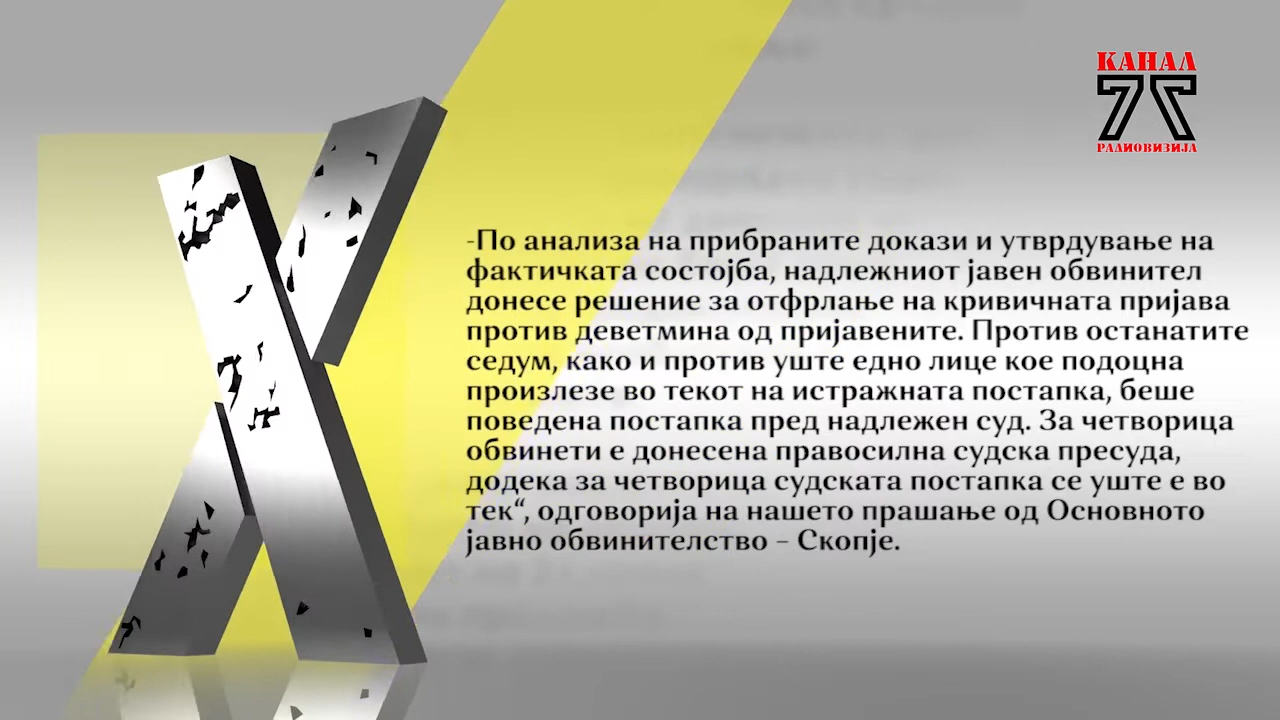 КАНАЛ
77
РАДИОВИЗИЈА
-По анализа на прибраните докази и утврдување на
фактичката состојба, надлежниот јавен обвинител
донесе решение за отфрлање на кривичната пријава
против деветмина од пријавените. Против останатите
седум, како и против уште едно лице кое подоцна
произлезе во текот на истражната постапка, беше
поведена постапка пред надлежен суд. За четворица
обвинети е донесена правосилна судска пресуда,
додека за четворица судската постапка се уште е во
тек“, одговорија на нашето прашање од Основното
јавно обвинителство – Скопје.